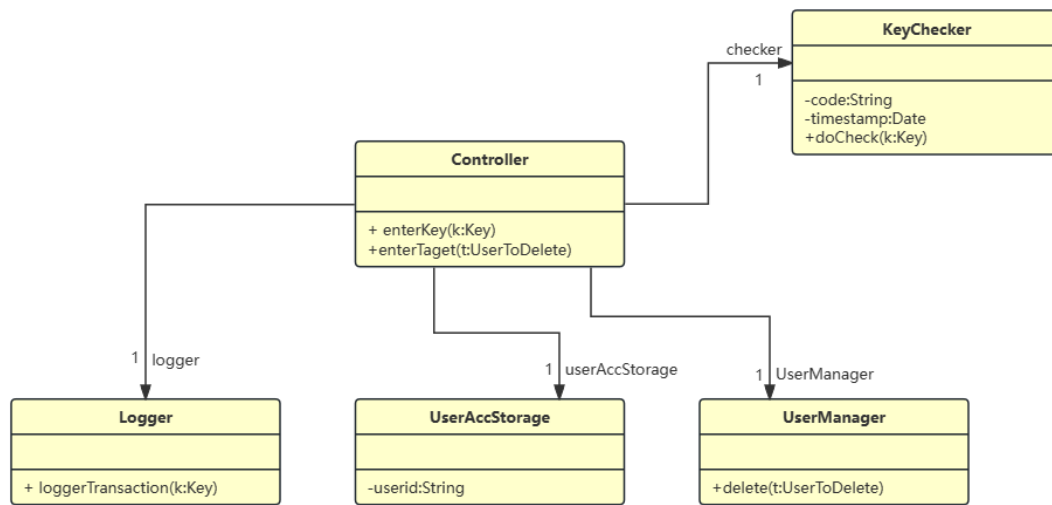 KeyChecker
checker
1
-code:String
-timestamp:Date
+doCheck(k:Key)
Controller
+ enterKey(k:Key)
+enterTaget(t:UserToDelete)
1 logger
1 userAccStorage
1 UserManager
Logger
+ loggerTransaction(k:Key)
UserAccStorage
-userid:String
UserManager
+delete(t:UserToDelete)